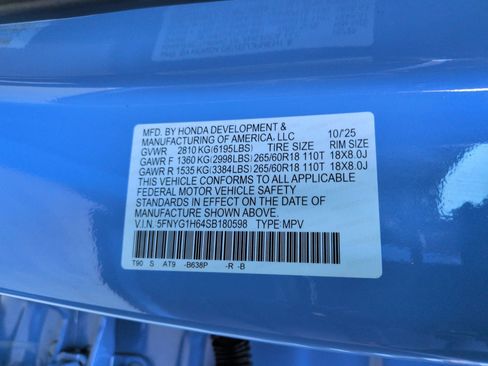 MFD. BY HONDA DEVELOPMENT & 10/'25
MANUFACTURING OF AMERICA, LLC
GVWR 2810 KG(6195LBS) TIRE SIZE RIM SIZE
GAWR F 1360 KG(2998LBS) 265/60R18 110T 18X8.0J
GAWR R 1535 KG(3384LBS) 265/60R18 110T 18X8.0J
THIS VEHICLE CONFORMS TO ALL APPLICABLE
FEDERAL MOTOR VEHICLE SAFETY
STANDARDS IN EFFECT ON THE DATE OF
MANUFACTURE SHOWN ABOVE.
V.I.N. 5FNYG1H64SB180598 TYPE: MPV
T90 S AT9 -B638P -R -B